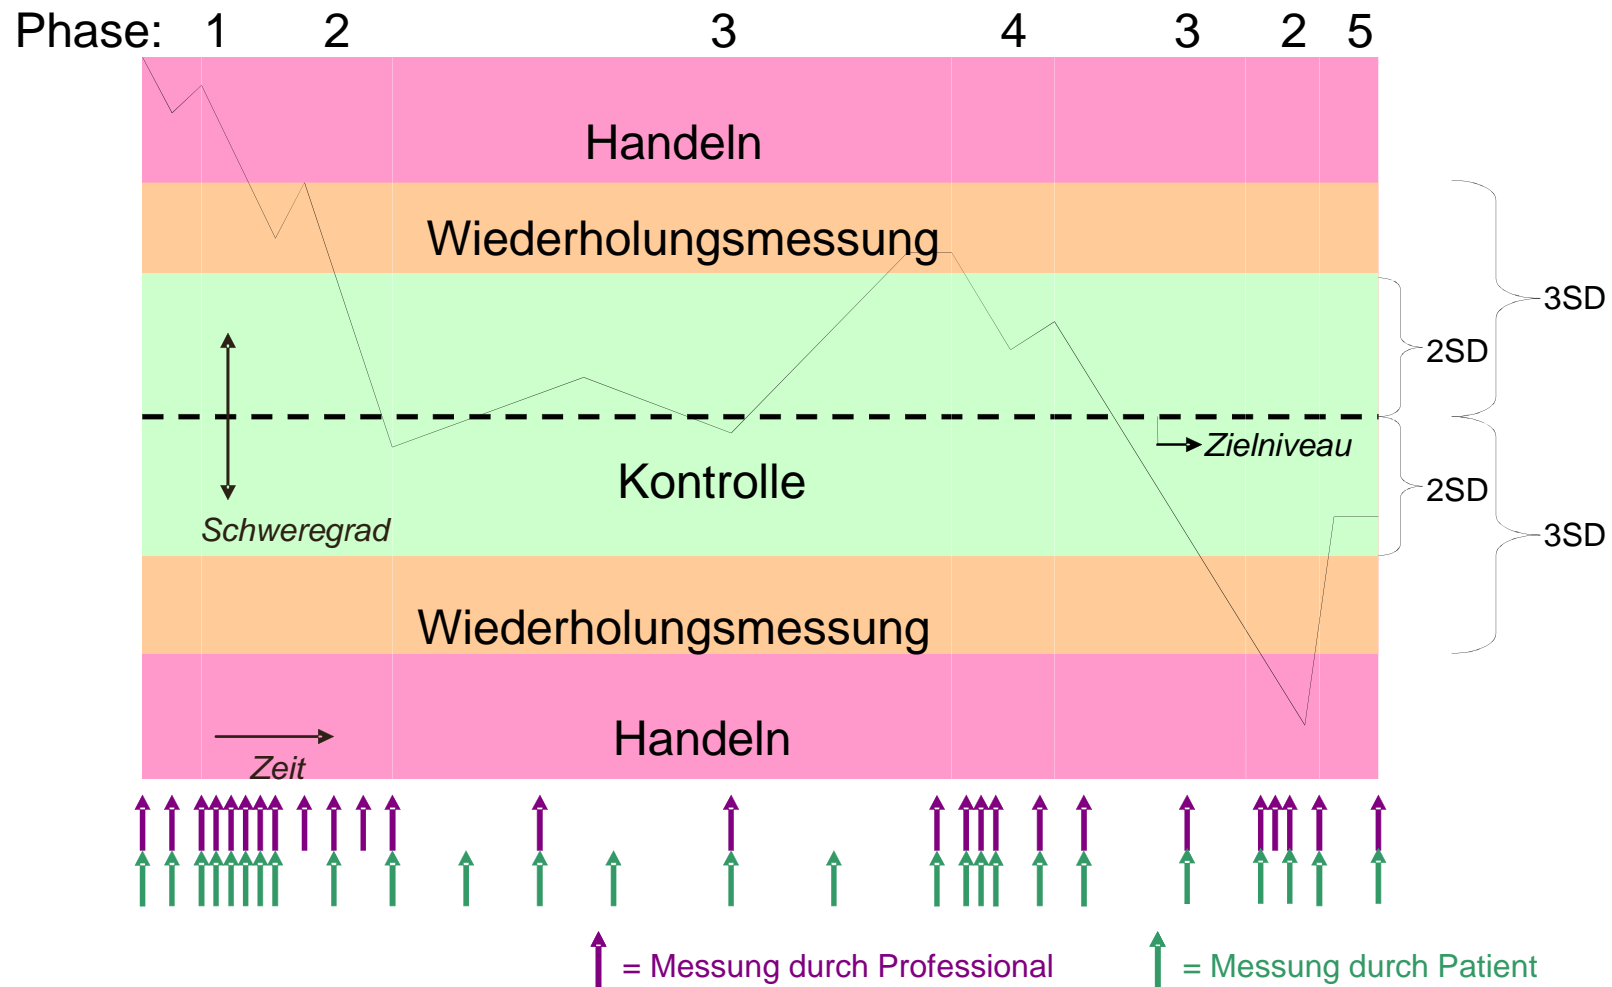 Phase: 1 2 3 4 3 2 5
Handeln
Wiederholungsmessung
3SD
2SD
Zielniveau
Kontrolle
2SD
Schweregrad
3SD
Wiederholungsmessung
Handeln
Zeit
= Messung durch Professional
= Messung durch Patient